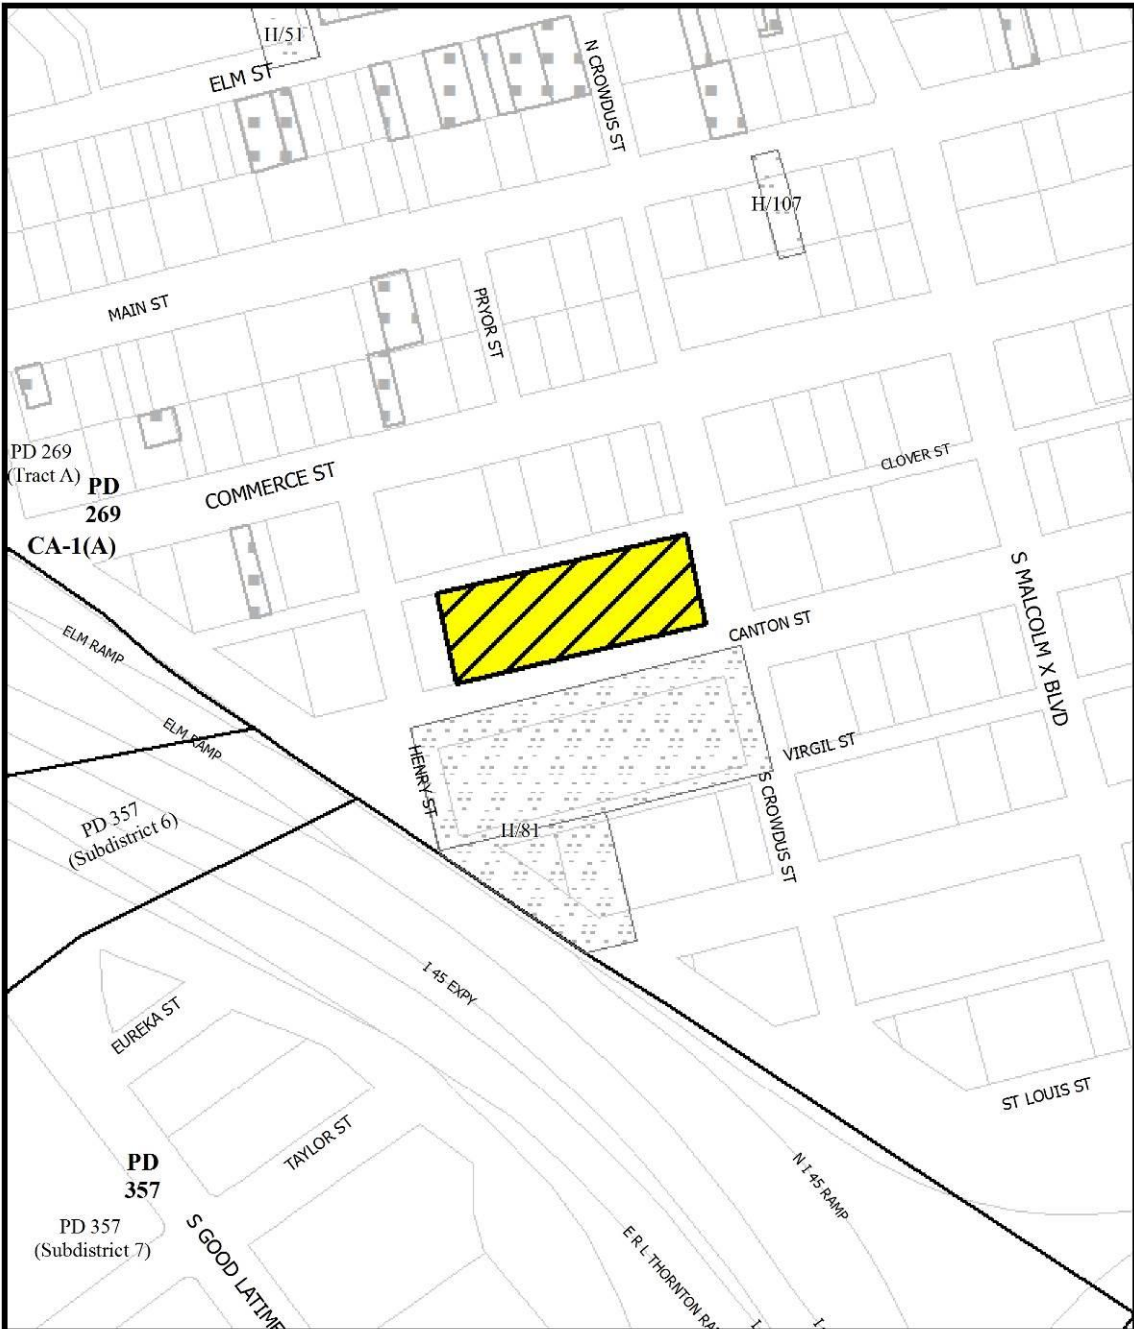 H/51
ELM ST
N CROWDUS ST
H/107
MAIN ST
PRYOR ST
PD 269
(Tract A)
PD
269
COMMERCE ST
CLOVER ST
CA-1(A)
ELM RAMP
CANTON ST
S MALCOLM X BLVD
ELM RAMP
HENRY ST
VIRGIL ST
PD 357
(Subdistrict 6)
H/81
S CROWDUS ST
I 45 EXPY
EUREKA ST
ST LOUIS ST
TAYLOR ST
PD
357
N I 45 RAMP
PD 357
(Subdistrict 7)
S GOOD LATIME
E R L THORNTON